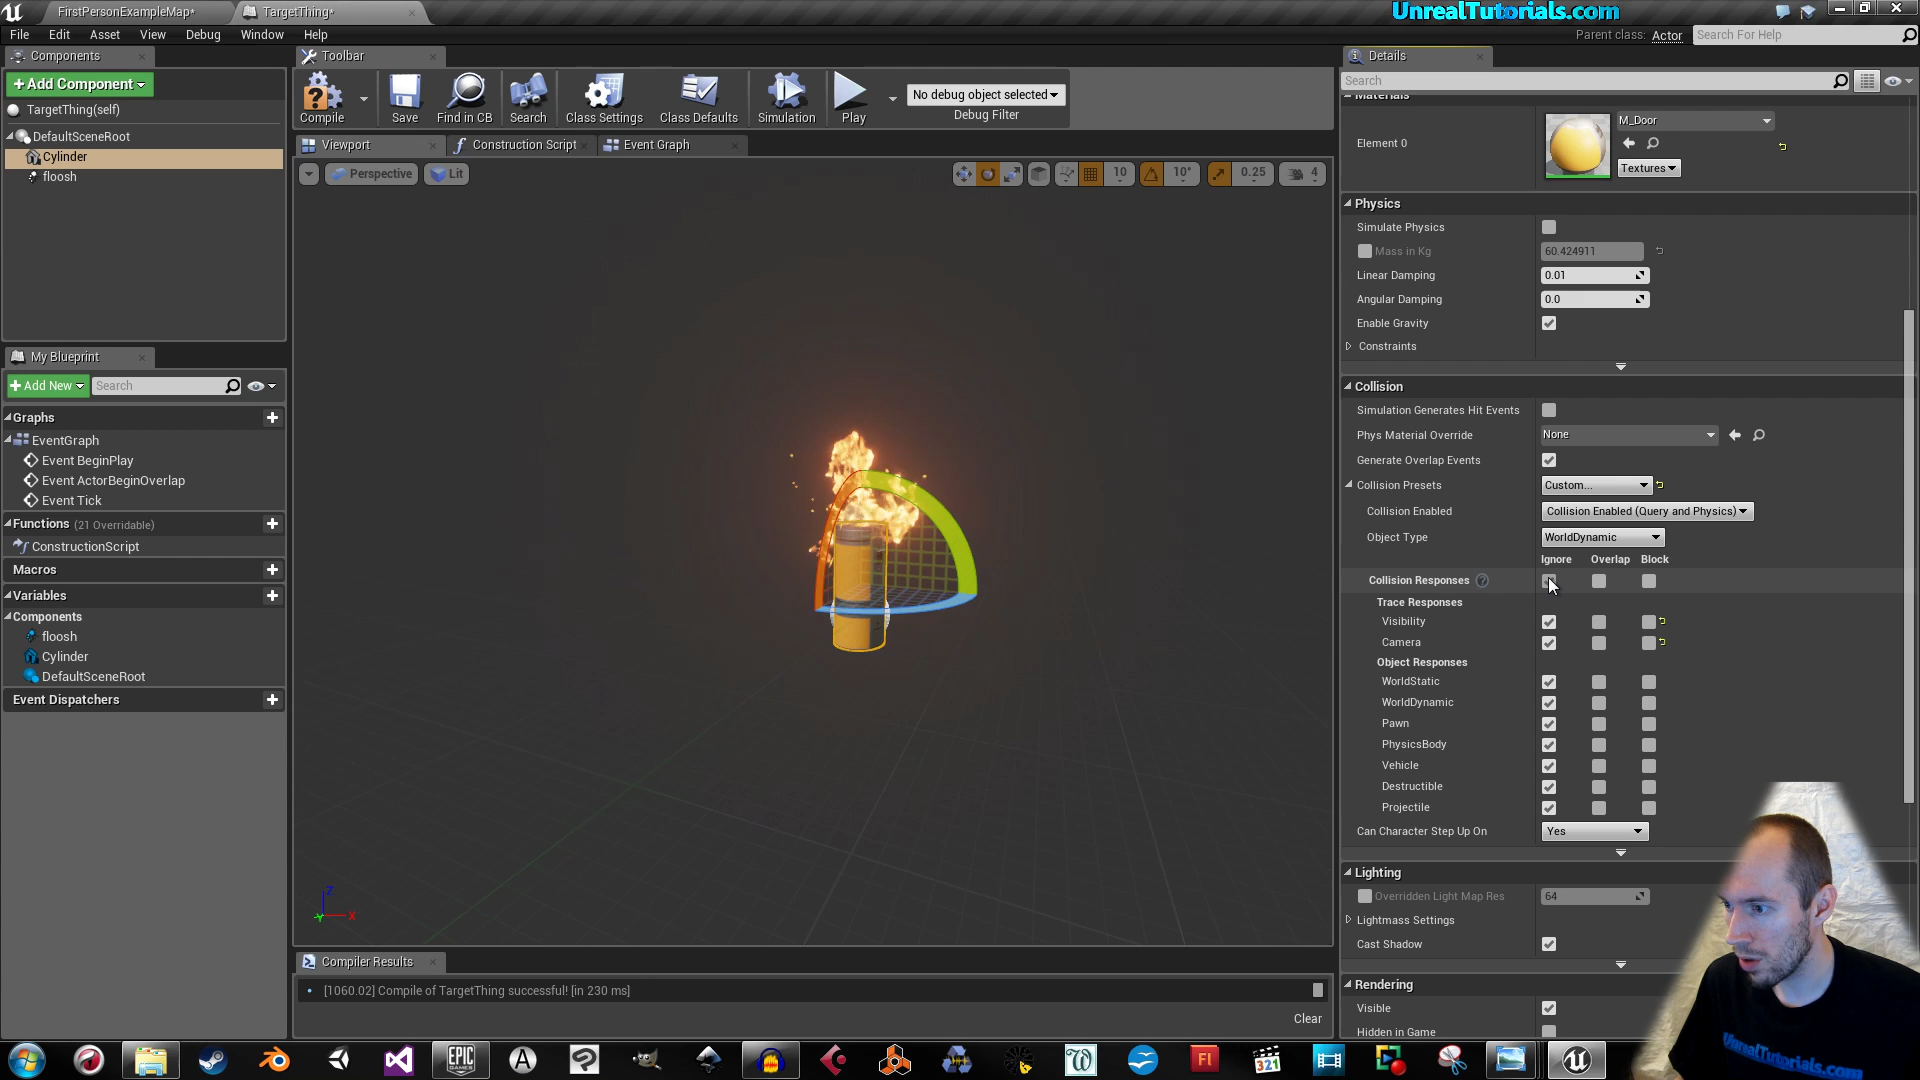 FirstPersonExampleMap*
TargetThing*
UnrealTutorials.com
File Edit Asset View Debug Window Help
Parent class: Actor
Search For Help
Components
Toolbar
Details
+Add Component
Search
TargetThing(self)
DefaultSceneRoot
Cylinder
floosh
Compile
Save
Find in CB
Search
Class Settings
Class Defaults
Simulation
Play
No debug object selected
Debug Filter
Viewport
Construction Script
Event Graph
Perspective
Lit
10
10°
0.25
4
Materials
Element 0
M_Door
Textures
Physics
Simulate Physics
Mass in Kg
60.424911
Linear Damping
0.01
Angular Damping
0.0
Enable Gravity
Constraints
Collision
Simulation Generates Hit Events
Phys Material Override
None
Generate Overlap Events
Collision Presets
Custom...
Collision Enabled
Collision Enabled (Query and Physics)
Object Type
WorldDynamic
Ignore Overlap Block
Collision Responses
Trace Responses
Visibility
Camera
Object Responses
WorldStatic
WorldDynamic
Pawn
PhysicsBody
Vehicle
Destructible
Projectile
Can Character Step Up On
Yes
Lighting
Overridden Light Map Res
64
Lightmass Settings
Cast Shadow
Rendering
Visible
Hidden in Game
My Blueprint
+Add New
Search
Graphs
EventGraph
Event BeginPlay
Event ActorBeginOverlap
Event Tick
Functions (21 Overridable)
ConstructionScript
Macros
Variables
Components
floosh
Cylinder
DefaultSceneRoot
Event Dispatchers
Z
X
Y
Compiler Results
[1060.02] Compile of TargetThing successful! [in 230 ms]
Clear
EPIC GAMES
Fl
321
UnrealTutorials.com